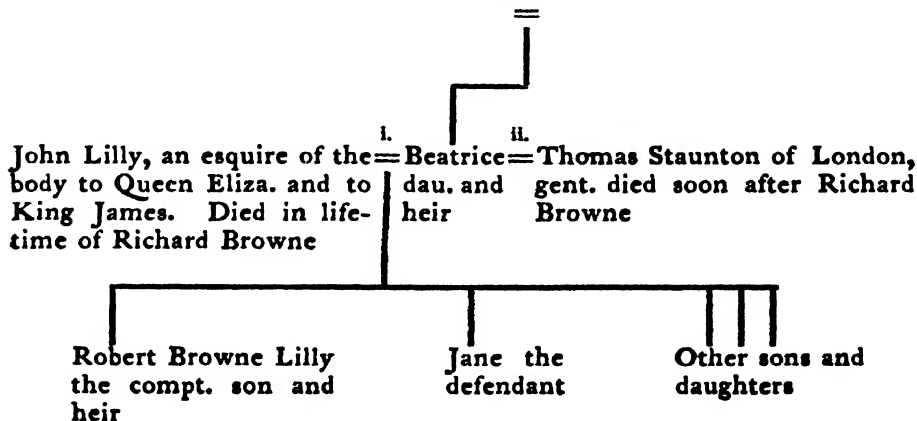 =
i. ii.
John Lilly, an esquire of the = Beatrice = Thomas Staunton of London,
body to Queen Eliza. and to dau. and gent. died soon after Richard
King James. Died in life- heir Browne
time of Richard Browne
Robert Browne Lilly Jane the Other sons and
the compt. son and defendant daughters
heir